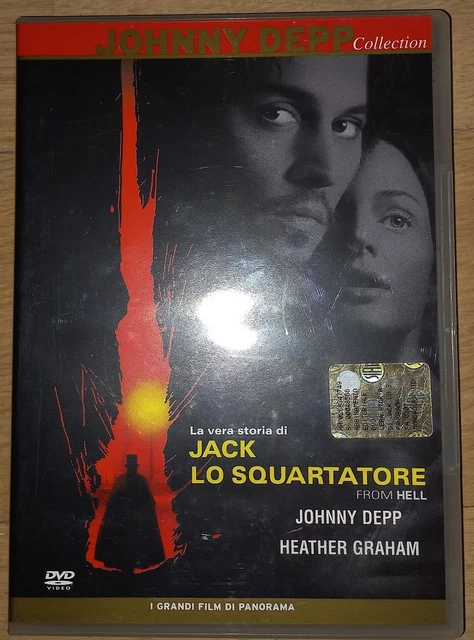 JOHNNY DEPP Collection
La vera storia di
JACK
LO SQUARTATORE
FROM HELL
JOHNNY DEPP
HEATHER GRAHAM
DVD
VIDEO
I GRANDI FILM DI PANORAMA